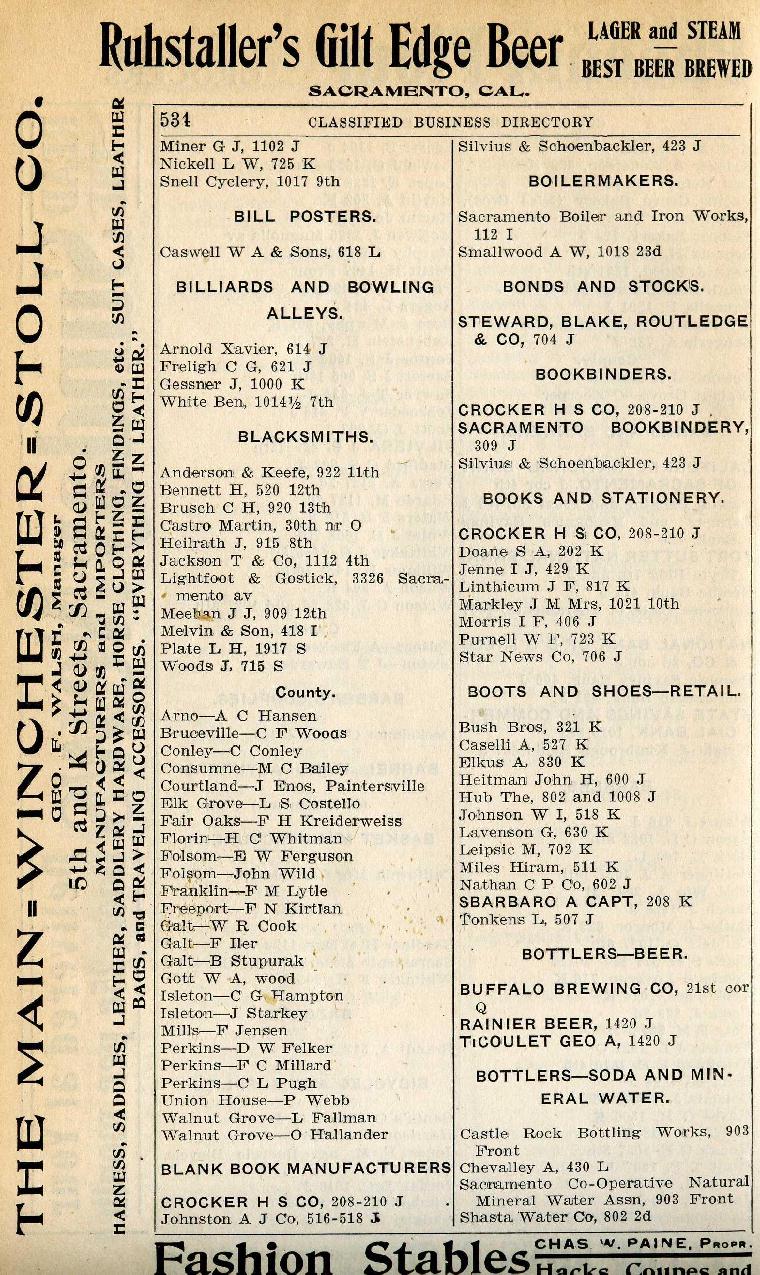 Ruhstaller's Gilt Edge Beer
LAGER and STEAM
BEST BEER BREWED
SACRAMENTO, CAL.
THE MAIN=WINCHESTER=STOLL CO.
GEO. F. WALSH, Manager
5th and K Streets, Sacramento.
MANUFACTURERS and IMPORTERS
HARNESS, SADDLES, LEATHER, SADDLERY HARDWARE, HORSE CLOTHING, FINDINGS, etc. SUIT CASES, LEATHER
BAGS, and TRAVELING ACCESSORIES. "EVERYTHING IN LEATHER."
534 CLASSIFIED BUSINESS DIRECTORY
Miner G J, 1102 J
Nickell L W, 725 K
Snell Cyclery, 1017 9th
BILL POSTERS.
Caswell W A & Sons, 618 L
BILLIARDS AND BOWLING
ALLEYS.
Arnold Xavier, 614 J
Freligh C G, 621 J
Gessner J, 1000 K
White Ben, 1014½ 7th
BLACKSMITHS.
Anderson & Keefe, 922 11th
Bennett H, 520 12th
Brusch C H, 920 13th
Castro Martin, 30th nr O
Heilrath J, 915 8th
Jackson T & Co, 1112 4th
Lightfoot & Gostick, 3326 Sacra-
mento av
Meehan J J, 909 12th
Melvin & Son, 418 I
Plate L H, 1917 S
Woods J, 715 S
County.
Arno—A C Hansen
Bruceville—C F Woods
Conley—C Conley
Consumne—M C Bailey
Courtland—J Enos, Paintersville
Elk Grove—L S Costello
Fair Oaks—F H Kreiderweiss
Florin—H C Whitman
Folsom—E W Ferguson
Folsom—John Wild
Franklin—F M Lytle
Freeport—F N Kirtlan
Galt—W R Cook
Galt—F Iler
Galt—B Stupurak
Gott W A, wood
Isleton—C G Hampton
Isleton—J Starkey
Mills—F Jensen
Perkins—D W Felker
Perkins—F C Millard
Perkins—C L Pugh
Union House—P Webb
Walnut Grove—L Fallman
Walnut Grove—O Hallander
BLANK BOOK MANUFACTURERS
CROCKER H S CO, 208-210 J
Johnston A J Co, 516-518 J
Silvius & Schoenbackler, 423 J
BOILERMAKERS.
Sacramento Boiler and Iron Works,
112 I
Smallwood A W, 1018 23d
BONDS AND STOCKS.
STEWARD, BLAKE, ROUTLEDGE
& CO, 704 J
BOOKBINDERS.
CROCKER H S CO, 208-210 J
SACRAMENTO BOOKBINDERY,
309 J
Silvius & Schoenbackler, 423 J
BOOKS AND STATIONERY.
CROCKER H S CO, 208-210 J
Doane S A, 202 K
Jenne I J, 429 K
Linthicum J F, 817 K
Markley J M Mrs, 1021 10th
Morris I F, 406 J
Purnell W F, 723 K
Star News Co, 706 J
BOOTS AND SHOES—RETAIL.
Bush Bros, 321 K
Caselli A, 527 K
Elkus A, 830 K
Heitman John H, 600 J
Hub The, 802 and 1008 J
Johnson W I, 518 K
Lavenson G, 630 K
Leipsic M, 702 K
Miles Hiram, 511 K
Nathan C P Co, 602 J
SBARBARO A CAPT, 208 K
Tonkens L, 507 J
BOTTLERS—BEER.
BUFFALO BREWING CO, 21st cor
Q
RAINIER BEER, 1420 J
TICOULET GEO A, 1420 J
BOTTLERS—SODA AND MIN-
ERAL WATER.
Castle Rock Bottling Works, 903
Front
Chevalley A, 430 L
Sacramento Co-Operative Natural
Mineral Water Assn, 903 Front
Shasta Water Co, 802 2d
Fashion Stables
CHAS. W. PAINE, PROPR.
Hacks, Coupes and